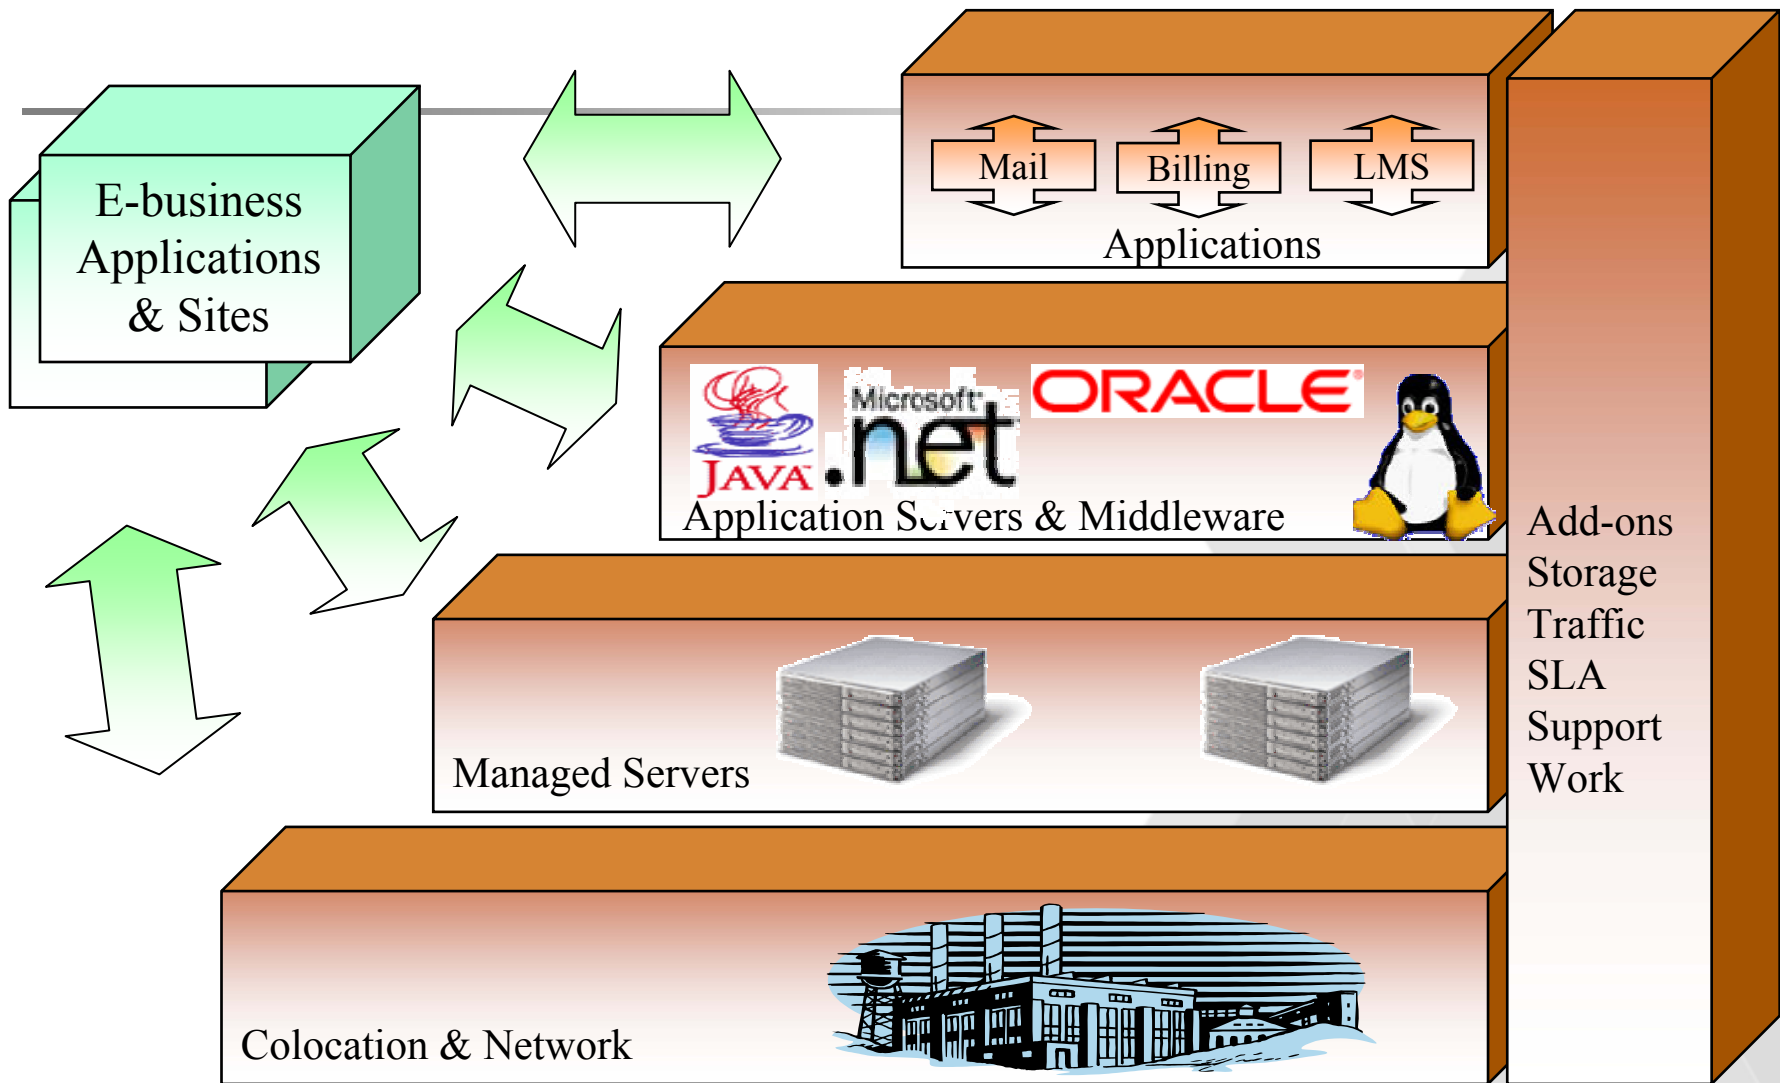 E-business
Applications
& Sites
Mail
Billing
LMS
Applications
JAVA
Microsoft
.net
ORACLE
Application Servers & Middleware
Managed Servers
Colocation & Network
Add-ons
Storage
Traffic
SLA
Support
Work